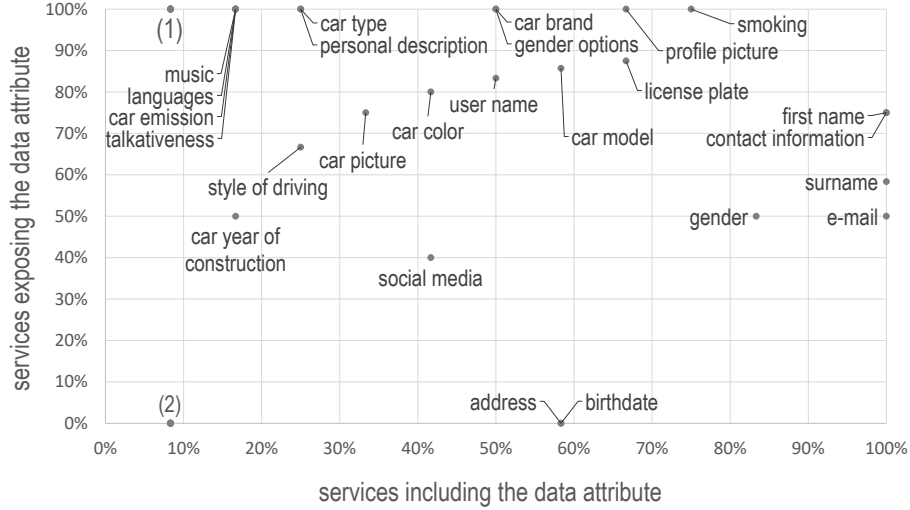 100%
90%
80%
70%
60%
50%
40%
30%
20%
10%
0%
services exposing the data attribute
(1)
music
languages
car emission
talkativeness
car type
personal description
car brand
gender options
smoking
profile picture
license plate
user name
car color
car model
car picture
first name
contact information
style of driving
surname
gender
e-mail
car year of
construction
social media
(2)
address
birthdate
0%
10%
20%
30%
40%
50%
60%
70%
80%
90%
100%
services including the data attribute